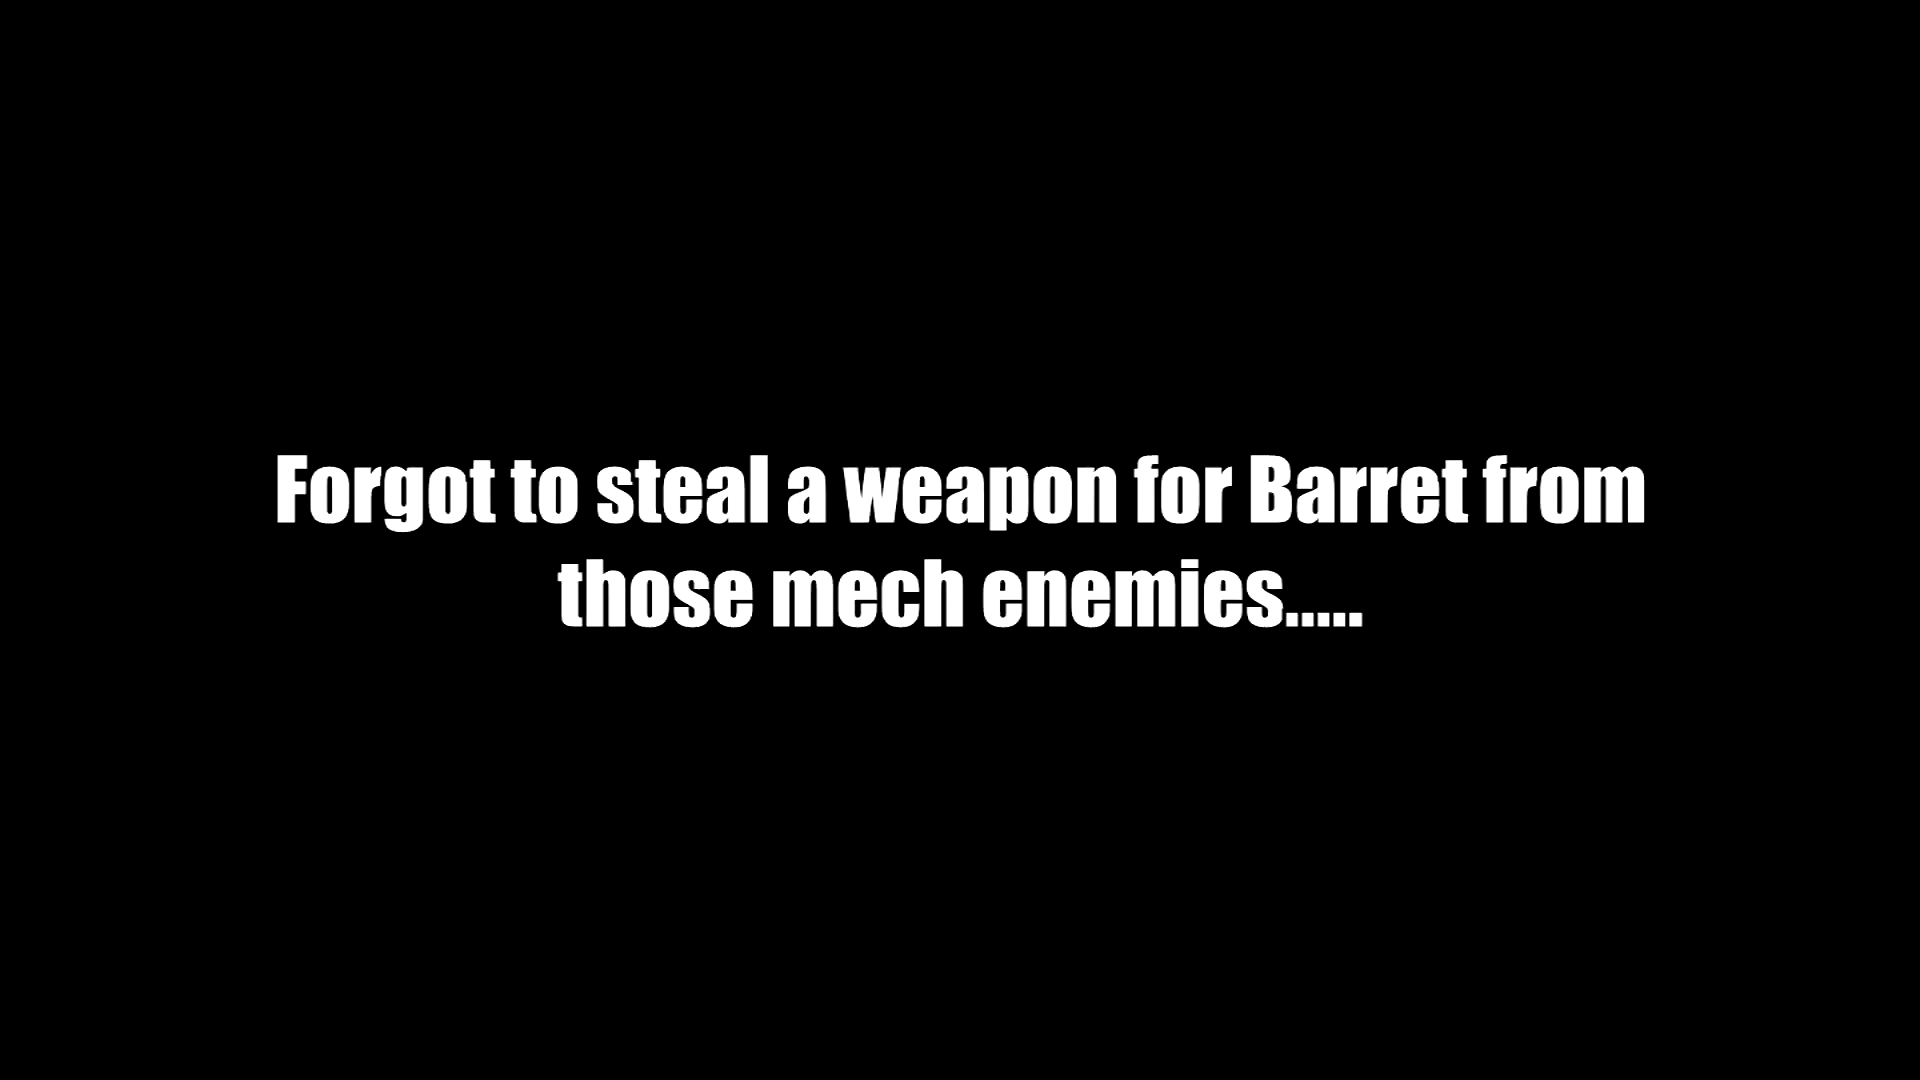 Forgot to steal a weapon for Barret from
those mech enemies.....